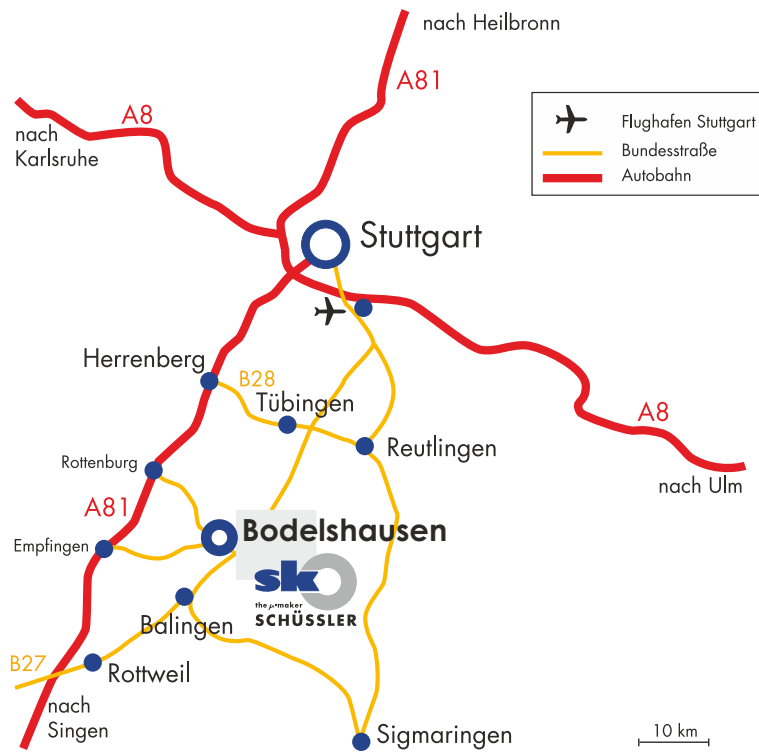 nach Heilbronn
A81
A8
nach
Karlsruhe
Flughafen Stuttgart
Bundesstraße
Autobahn
Stuttgart
Herrenberg
B28
Tübingen
Reutlingen
A8
nach Ulm
Rottenburg
A81
Empfingen
Bodelshausen
sko
the µ-maker
SCHÜSSLER
Balingen
B27
Rottweil
nach
Singen
Sigmaringen
10 km